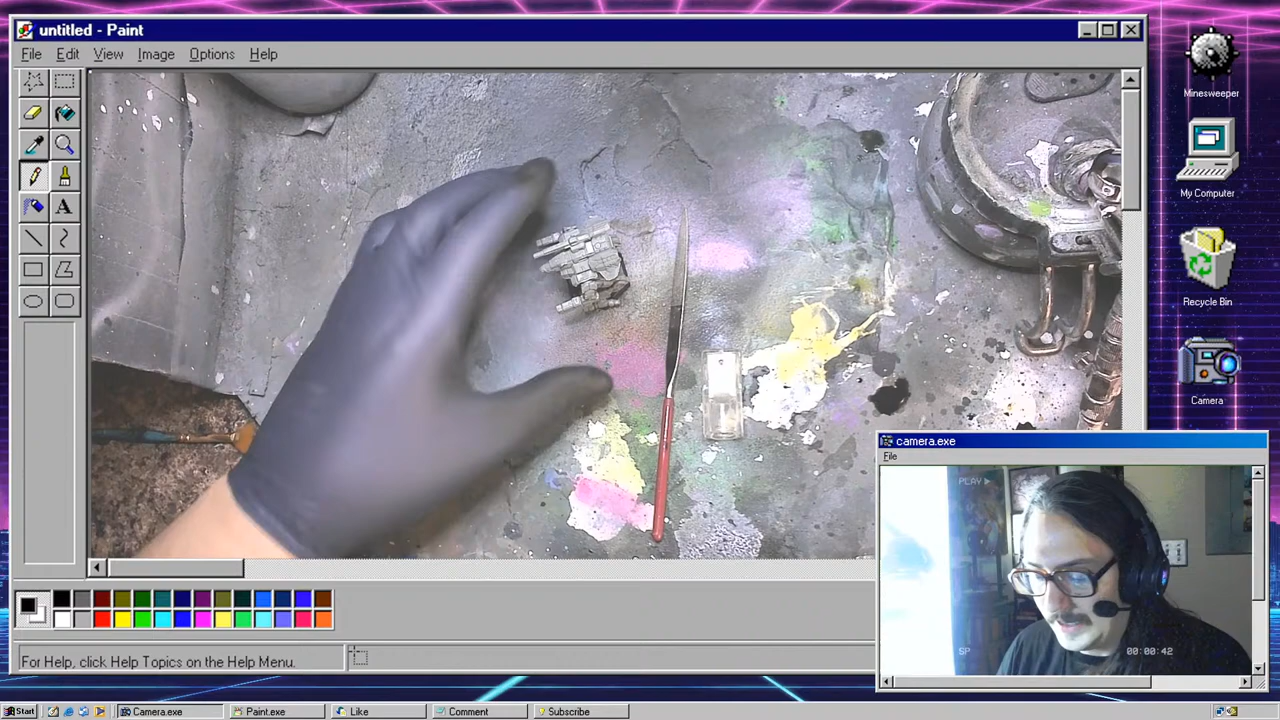 untitled - Paint
File Edit View Image Options Help
Minesweeper
My Computer
Recycle Bin
Camera
camera.exe
File
PLAY
SP 00:00:42
A
For Help, click Help Topics on the Help Menu.
Start Camera.exe Paint.exe Like Comment Subscribe